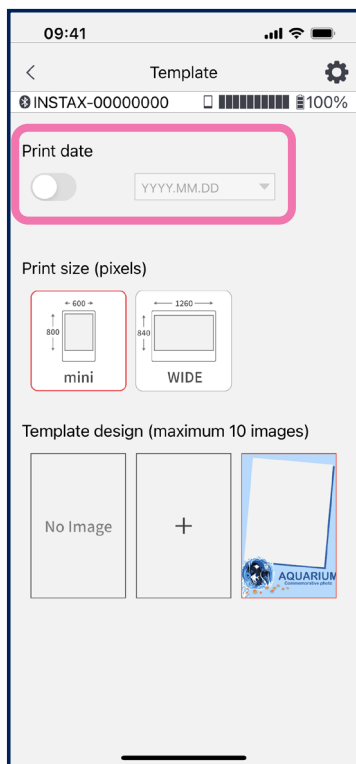 09:41
Template
INSTAX-00000000 100%
Print date
YYYY.MM.DD
Print size (pixels)
600
800
mini
1260
840
WIDE
Template design (maximum 10 images)
No Image
+
AQUARIUM
Commemorative photo